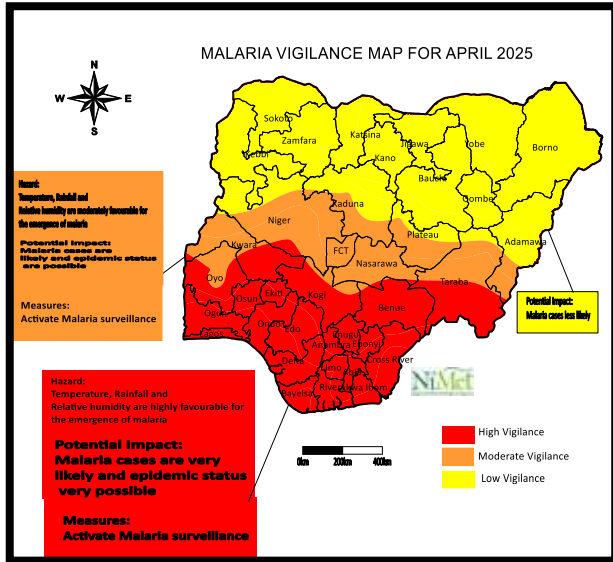 MALARIA VIGILANCE MAP FOR APRIL 2025
N
W E
S
Sokoto
Zamfara
Katsina
Jigawa
Yobe
Borno
Kebbi
Kano
Bauchi
Gombe
Kaduna
Niger
Plateau
Adamawa
Kwara
FCT
Nasarawa
Taraba
Oyo
Ekiti
Kogi
Osun
Benue
Ogun
Ondo
Edo
Enugu
Lagos
Anambra
Ebonyi
Cross River
Delta
Imo
Abia
Bayelsa
Rivers
Akwa Ibom
Hazard:
Temperature, Rainfall and
Relative humidity are moderately favourable for
the emergence of malaria
Potential Impact:
Malaria cases are
likely and epidemic status
are possible
Measures:
Activate Malaria surveillance
Potential Impact:
Malaria cases less likely
NiMet
Hazard:
Temperature, Rainfall and
Relative humidity are highly favourable for
the emergence of malaria
Potential Impact:
Malaria cases are very
likely and epidemic status
very possible
Measures:
Activate Malaria surveillance
0km 200km 400km
High Vigilance
Moderate Vigilance
Low Vigilance